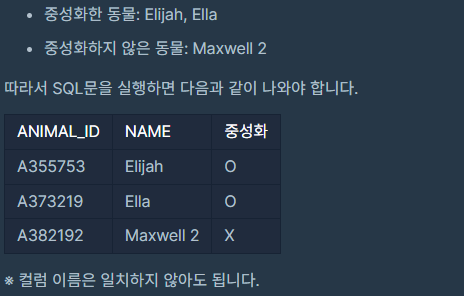 • 중성화한 동물: Elijah, Ella
• 중성화하지 않은 동물: Maxwell 2
따라서 SQL문을 실행하면 다음과 같이 나와야 합니다.
ANIMAL_ID NAME 중성화
A355753 Elijah O
A373219 Ella O
A382192 Maxwell 2 X
※ 컬럼 이름은 일치하지 않아도 됩니다.